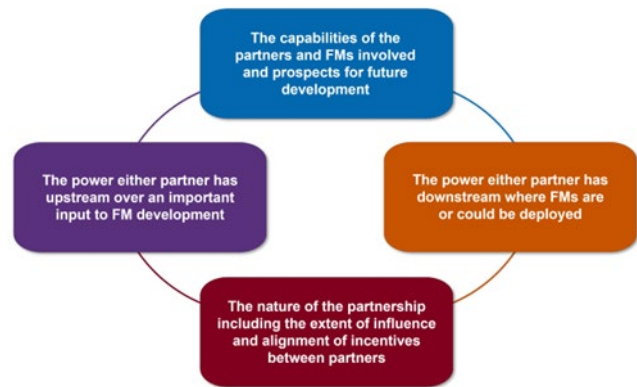 The capabilities of the
partners and FMs involved
and prospects for future
development
The power either partner has
upstream over an important
input to FM development
The power either partner has
downstream where FMs are
or could be deployed
The nature of the partnership
including the extent of influence
and alignment of incentives
between partners